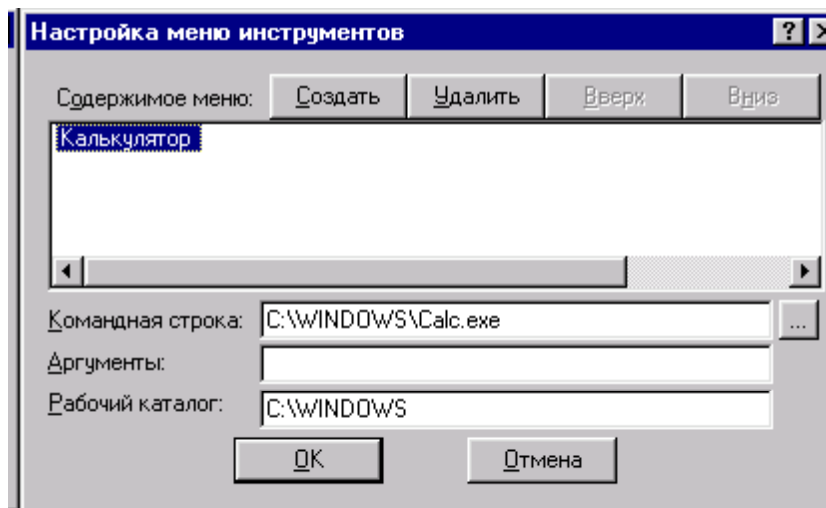 Настройка меню инструментов
Содержимое меню: Создать Удалить Вверх Вниз
Калькулятор
Командная строка: C:\WINDOWS\Calc.exe ...
Аргументы:
Рабочий каталог: C:\WINDOWS
OK Отмена